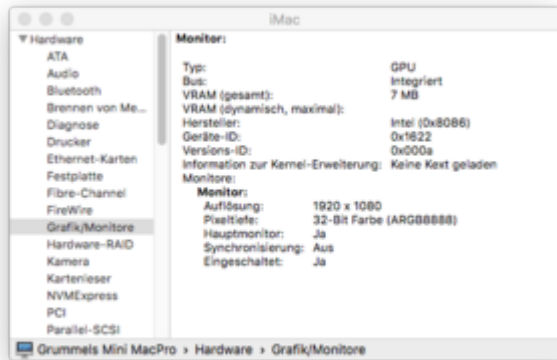 iMac
Hardware
ATA
Audio
Bluetooth
Brennen von Me...
Diagnose
Drucker
Ethernet-Karten
Festplatte
Fibre-Channel
FireWire
Grafik/Monitore
Hardware-RAID
Kamera
Kartenleser
NVMExpress
PCI
Parallel-SCSI
Monitor:
Typ: GPU
Bus: Integriert
VRAM (gesamt): 7 MB
VRAM (dynamisch, maximal):
Hersteller: Intel (0x8086)
Geräte-ID: 0x1622
Versions-ID: 0x000a
Information zur Kernel-Erweiterung: Keine Kext geladen
Monitore:
Monitor:
Auflösung: 1920 x 1080
Pixeltiefe: 32-Bit Farbe (ARGB8888)
Hauptmonitor: Ja
Synchronisierung: Aus
Eingeschaltet: Ja
Grummels Mini MacPro › Hardware › Grafik/Monitore